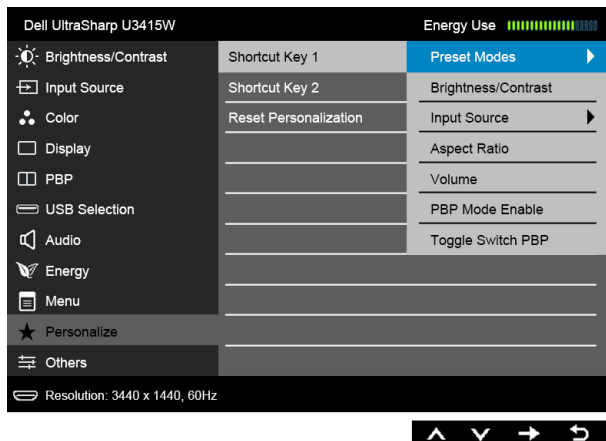 Dell UltraSharp U3415W
Energy Use
Brightness/Contrast
Shortcut Key 1
Preset Modes
Input Source
Shortcut Key 2
Brightness/Contrast
Color
Reset Personalization
Input Source
Display
Aspect Ratio
PBP
Volume
USB Selection
PBP Mode Enable
Audio
Toggle Switch PBP
Energy
Menu
Personalize
Others
Resolution: 3440 x 1440, 60Hz